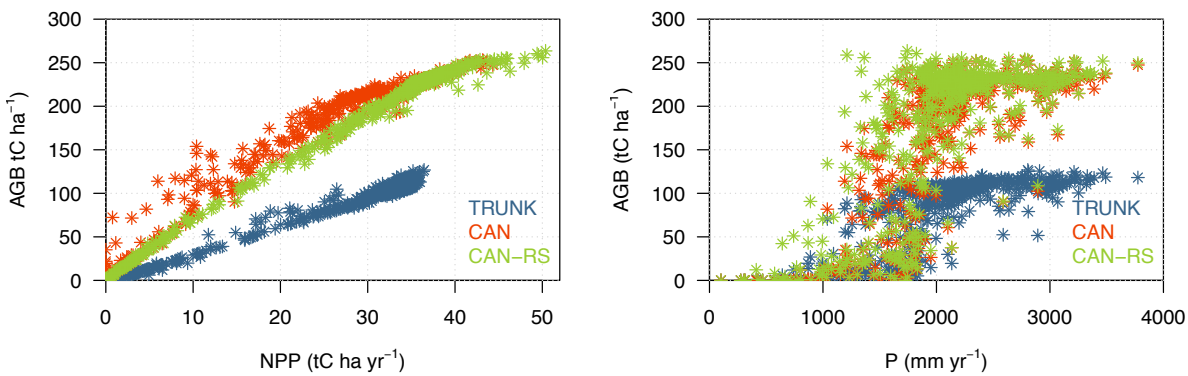 300
250
200
150
100
50
0
AGB tC ha⁻¹
TRUNK
CAN
CAN−RS
0 10 20 30 40 50
NPP (tC ha yr⁻¹)
300
250
200
150
100
50
0
AGB (tC ha⁻¹)
TRUNK
CAN
CAN−RS
0 1000 2000 3000 4000
P (mm yr⁻¹)